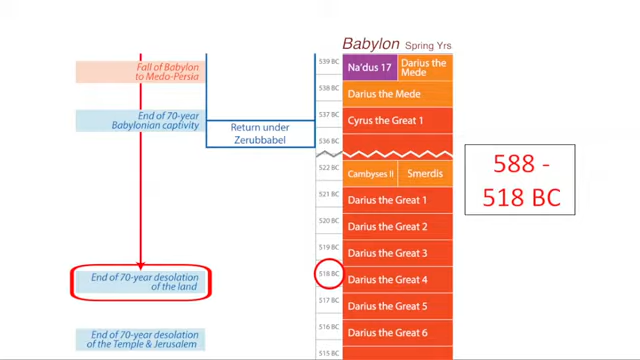 Babylon Spring Yrs
539 BC
Na'dus 17
Darius the
Mede
Fall of Babylon
to Medo-Persia
538 BC
Darius the Mede
End of 70-year
Babylonian captivity
537 BC
Cyrus the Great 1
Return under
Zerubbabel
536 BC
522 BC
Cambyses II
Smerdis
588 -
518 BC
521 BC
Darius the Great 1
520 BC
Darius the Great 2
519 BC
Darius the Great 3
End of 70-year desolation
of the land
518 BC
Darius the Great 4
517 BC
Darius the Great 5
516 BC
Darius the Great 6
End of 70-year desolation
of the Temple & Jerusalem
515 BC